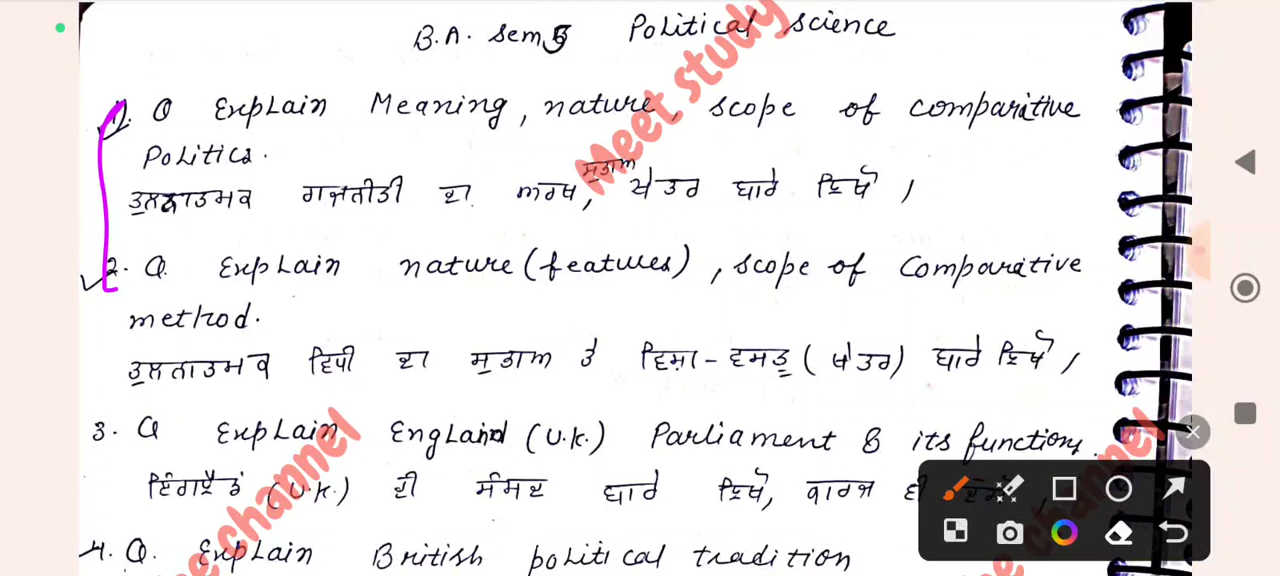 B.A. Sem 5 Political Science
1. Q Explain Meaning, nature, scope of comparitive
Politics.
ਤੁਲਨਾਤਮਕ ਰਾਜਨੀਤੀ ਦਾ ਅਰਥ, ਸੁਭਾਅ ਖੇਤਰ ਬਾਰੇ ਲਿਖੋ।
2. Q. Explain nature (features), scope of Comparative
method.
ਤੁਲਨਾਤਮਕ ਵਿਧੀ ਦਾ ਸੁਭਾਅ ਤੇ ਵਿਸ਼ਾ-ਵਸਤੂ (ਖੇਤਰ) ਬਾਰੇ ਲਿਖੋ।
3. Q Explain England (U.K.) Parliament & its functions.
ਇੰਗਲੈਂਡ (U.K.) ਦੀ ਸੰਸਦ ਬਾਰੇ ਲਿਖੋ, ਕਾਰਜ ਵੀ
4. Q. Explain British political tradition
Meet study
channel
channel